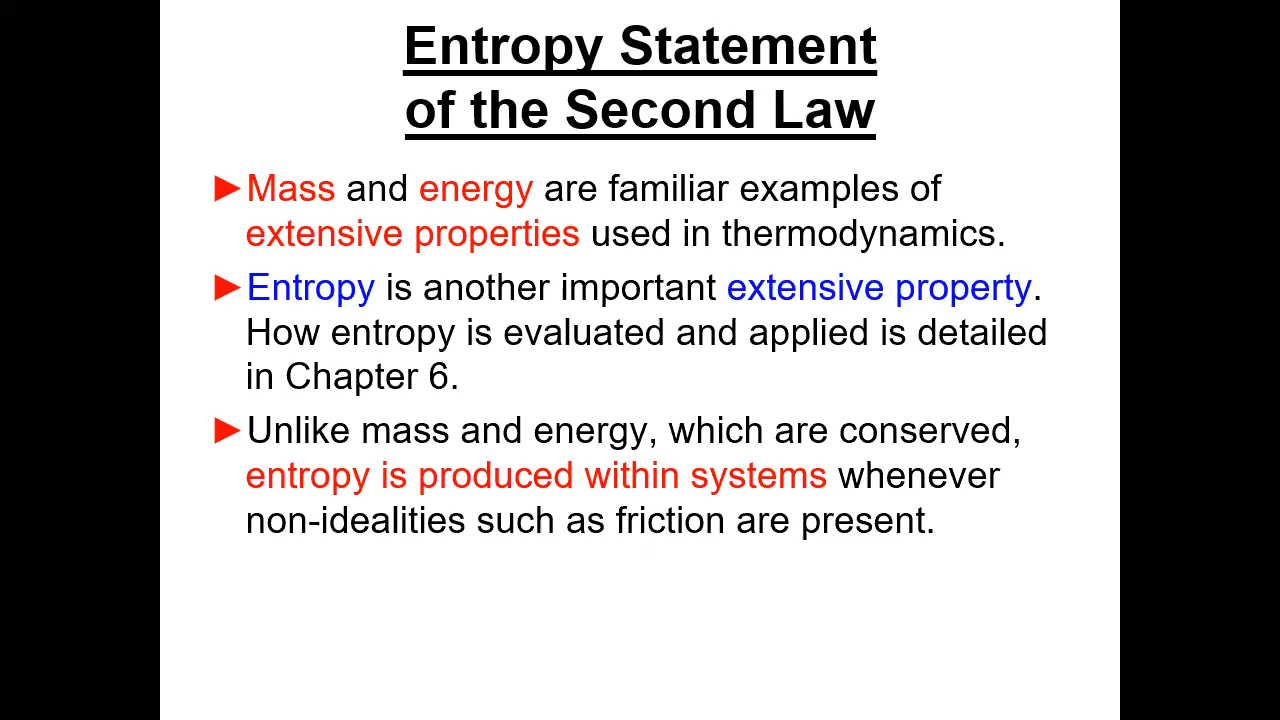 Entropy Statement
of the Second Law
►Mass and energy are familiar examples of
extensive properties used in thermodynamics.
►Entropy is another important extensive property.
How entropy is evaluated and applied is detailed
in Chapter 6.
►Unlike mass and energy, which are conserved,
entropy is produced within systems whenever
non-idealities such as friction are present.